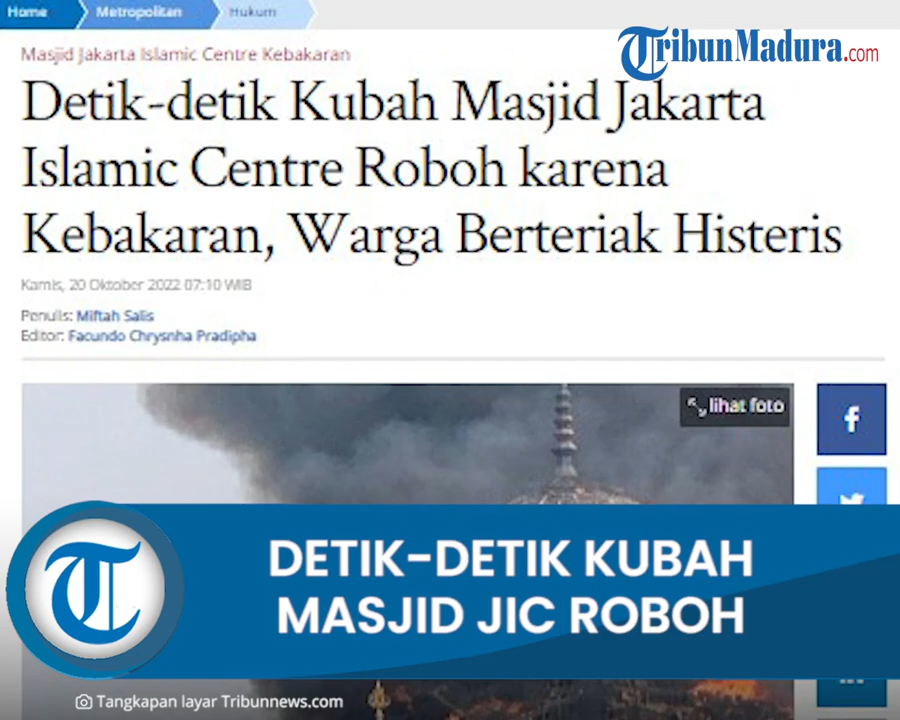 Home Metropolitan Hukum
TribunMadura.com
Masjid Jakarta Islamic Centre Kebakaran
Detik-detik Kubah Masjid Jakarta
Islamic Centre Roboh karena
Kebakaran, Warga Berteriak Histeris
Kamis, 20 Oktober 2022 07:10 WIB
Penulis: Miftah Salis
Editor: Facundo Chrysnha Pradipha
lihat foto
f
T
DETIK-DETIK KUBAH
MASJID JIC ROBOH
Tangkapan layar Tribunnews.com